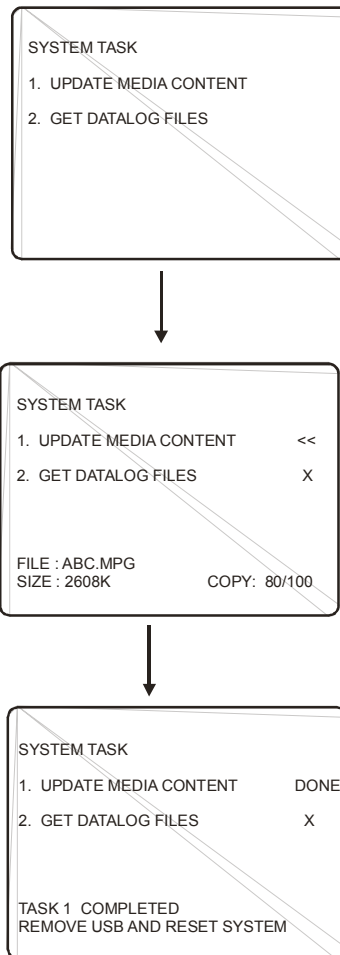 SYSTEM TASK
1. UPDATE MEDIA CONTENT
2. GET DATALOG FILES
SYSTEM TASK
1. UPDATE MEDIA CONTENT <<
2. GET DATALOG FILES X
FILE : ABC.MPG
SIZE : 2608K COPY: 80/100
SYSTEM TASK
1. UPDATE MEDIA CONTENT DONE
2. GET DATALOG FILES X
TASK 1 COMPLETED
REMOVE USB AND RESET SYSTEM